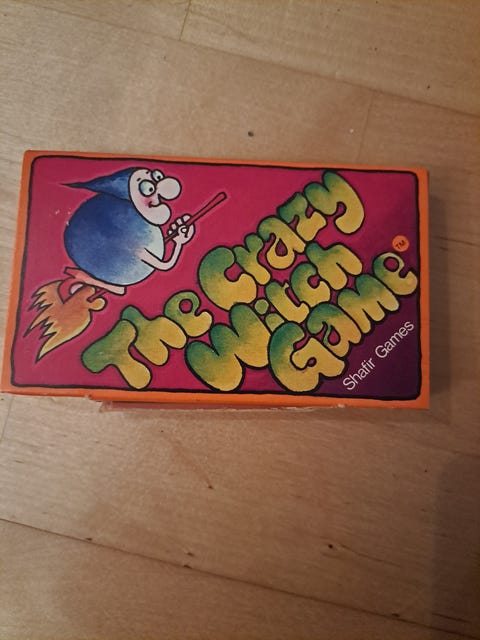 The Crazy
Witch
Game™
Shafir Games